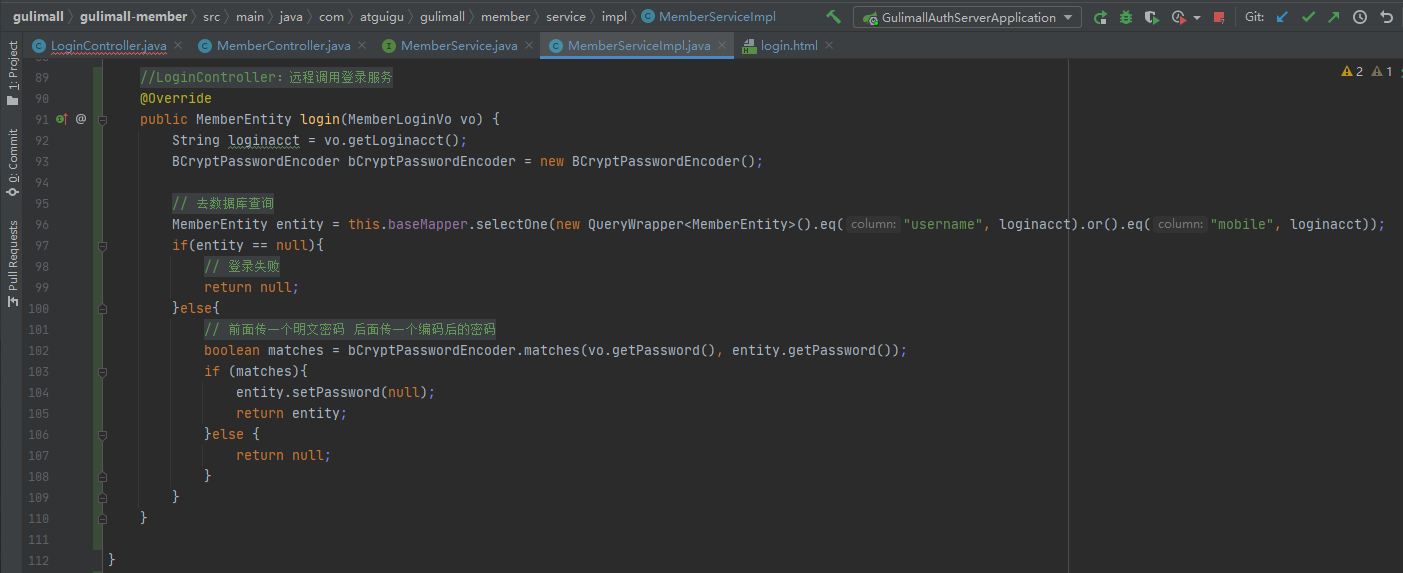 gulimall gulimall-member src main java com atguigu gulimall member service impl MemberServiceImpl GulimallAuthServerApplication Git:
LoginController.java MemberController.java MemberService.java MemberServiceImpl.java login.html
1: Project
0: Commit
Pull Requests
2 1
89 //LoginController: 远程调用登录服务
90 @Override
91 public MemberEntity login(MemberLoginVo vo) {
92 String loginacct = vo.getLoginacct();
93 BCryptPasswordEncoder bCryptPasswordEncoder = new BCryptPasswordEncoder();
94
95 // 去数据库查询
96 MemberEntity entity = this.baseMapper.selectOne(new QueryWrapper<MemberEntity>().eq( column: "username", loginacct).or().eq( column: "mobile", loginacct));
97 if(entity == null){
98 // 登录失败
99 return null;
100 }else{
101 // 前面传一个明文密码 后面传一个编码后的密码
102 boolean matches = bCryptPasswordEncoder.matches(vo.getPassword(), entity.getPassword());
103 if (matches){
104 entity.setPassword(null);
105 return entity;
106 }else {
107 return null;
108 }
109 }
110 }
111
112 }